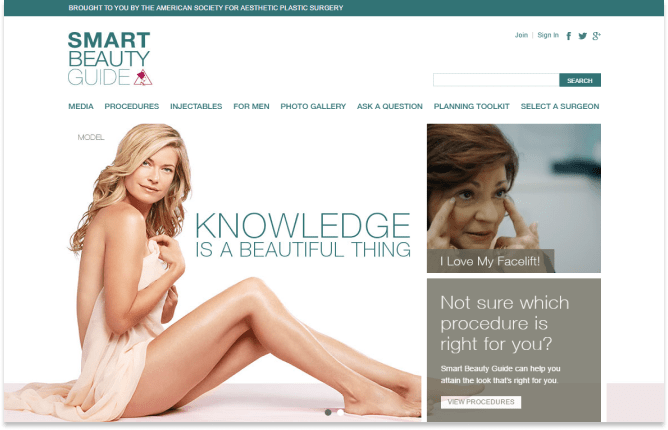 BROUGHT TO YOU BY THE AMERICAN SOCIETY FOR AESTHETIC PLASTIC SURGERY
SMART
BEAUTY
GUIDE
Join | Sign In
SEARCH
MEDIA PROCEDURES INJECTABLES FOR MEN PHOTO GALLERY ASK A QUESTION PLANNING TOOLKIT SELECT A SURGEON
MODEL
KNOWLEDGE
IS A BEAUTIFUL THING
I Love My Facelift!
Not sure which
procedure is
right for you?
Smart Beauty Guide can help you
attain the look that's right for you.
VIEW PROCEDURES